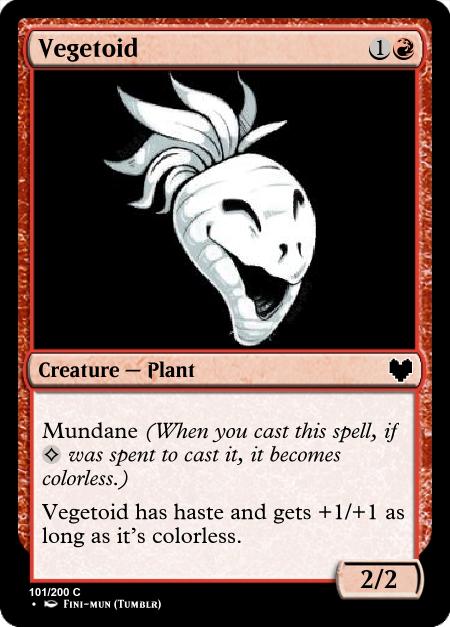 Vegetoid 1
Creature — Plant
Mundane (When you cast this spell, if
was spent to cast it, it becomes
colorless.)
Vegetoid has haste and gets +1/+1 as
long as it's colorless.
2/2
101/200 C
• Fini-mun (Tumblr)